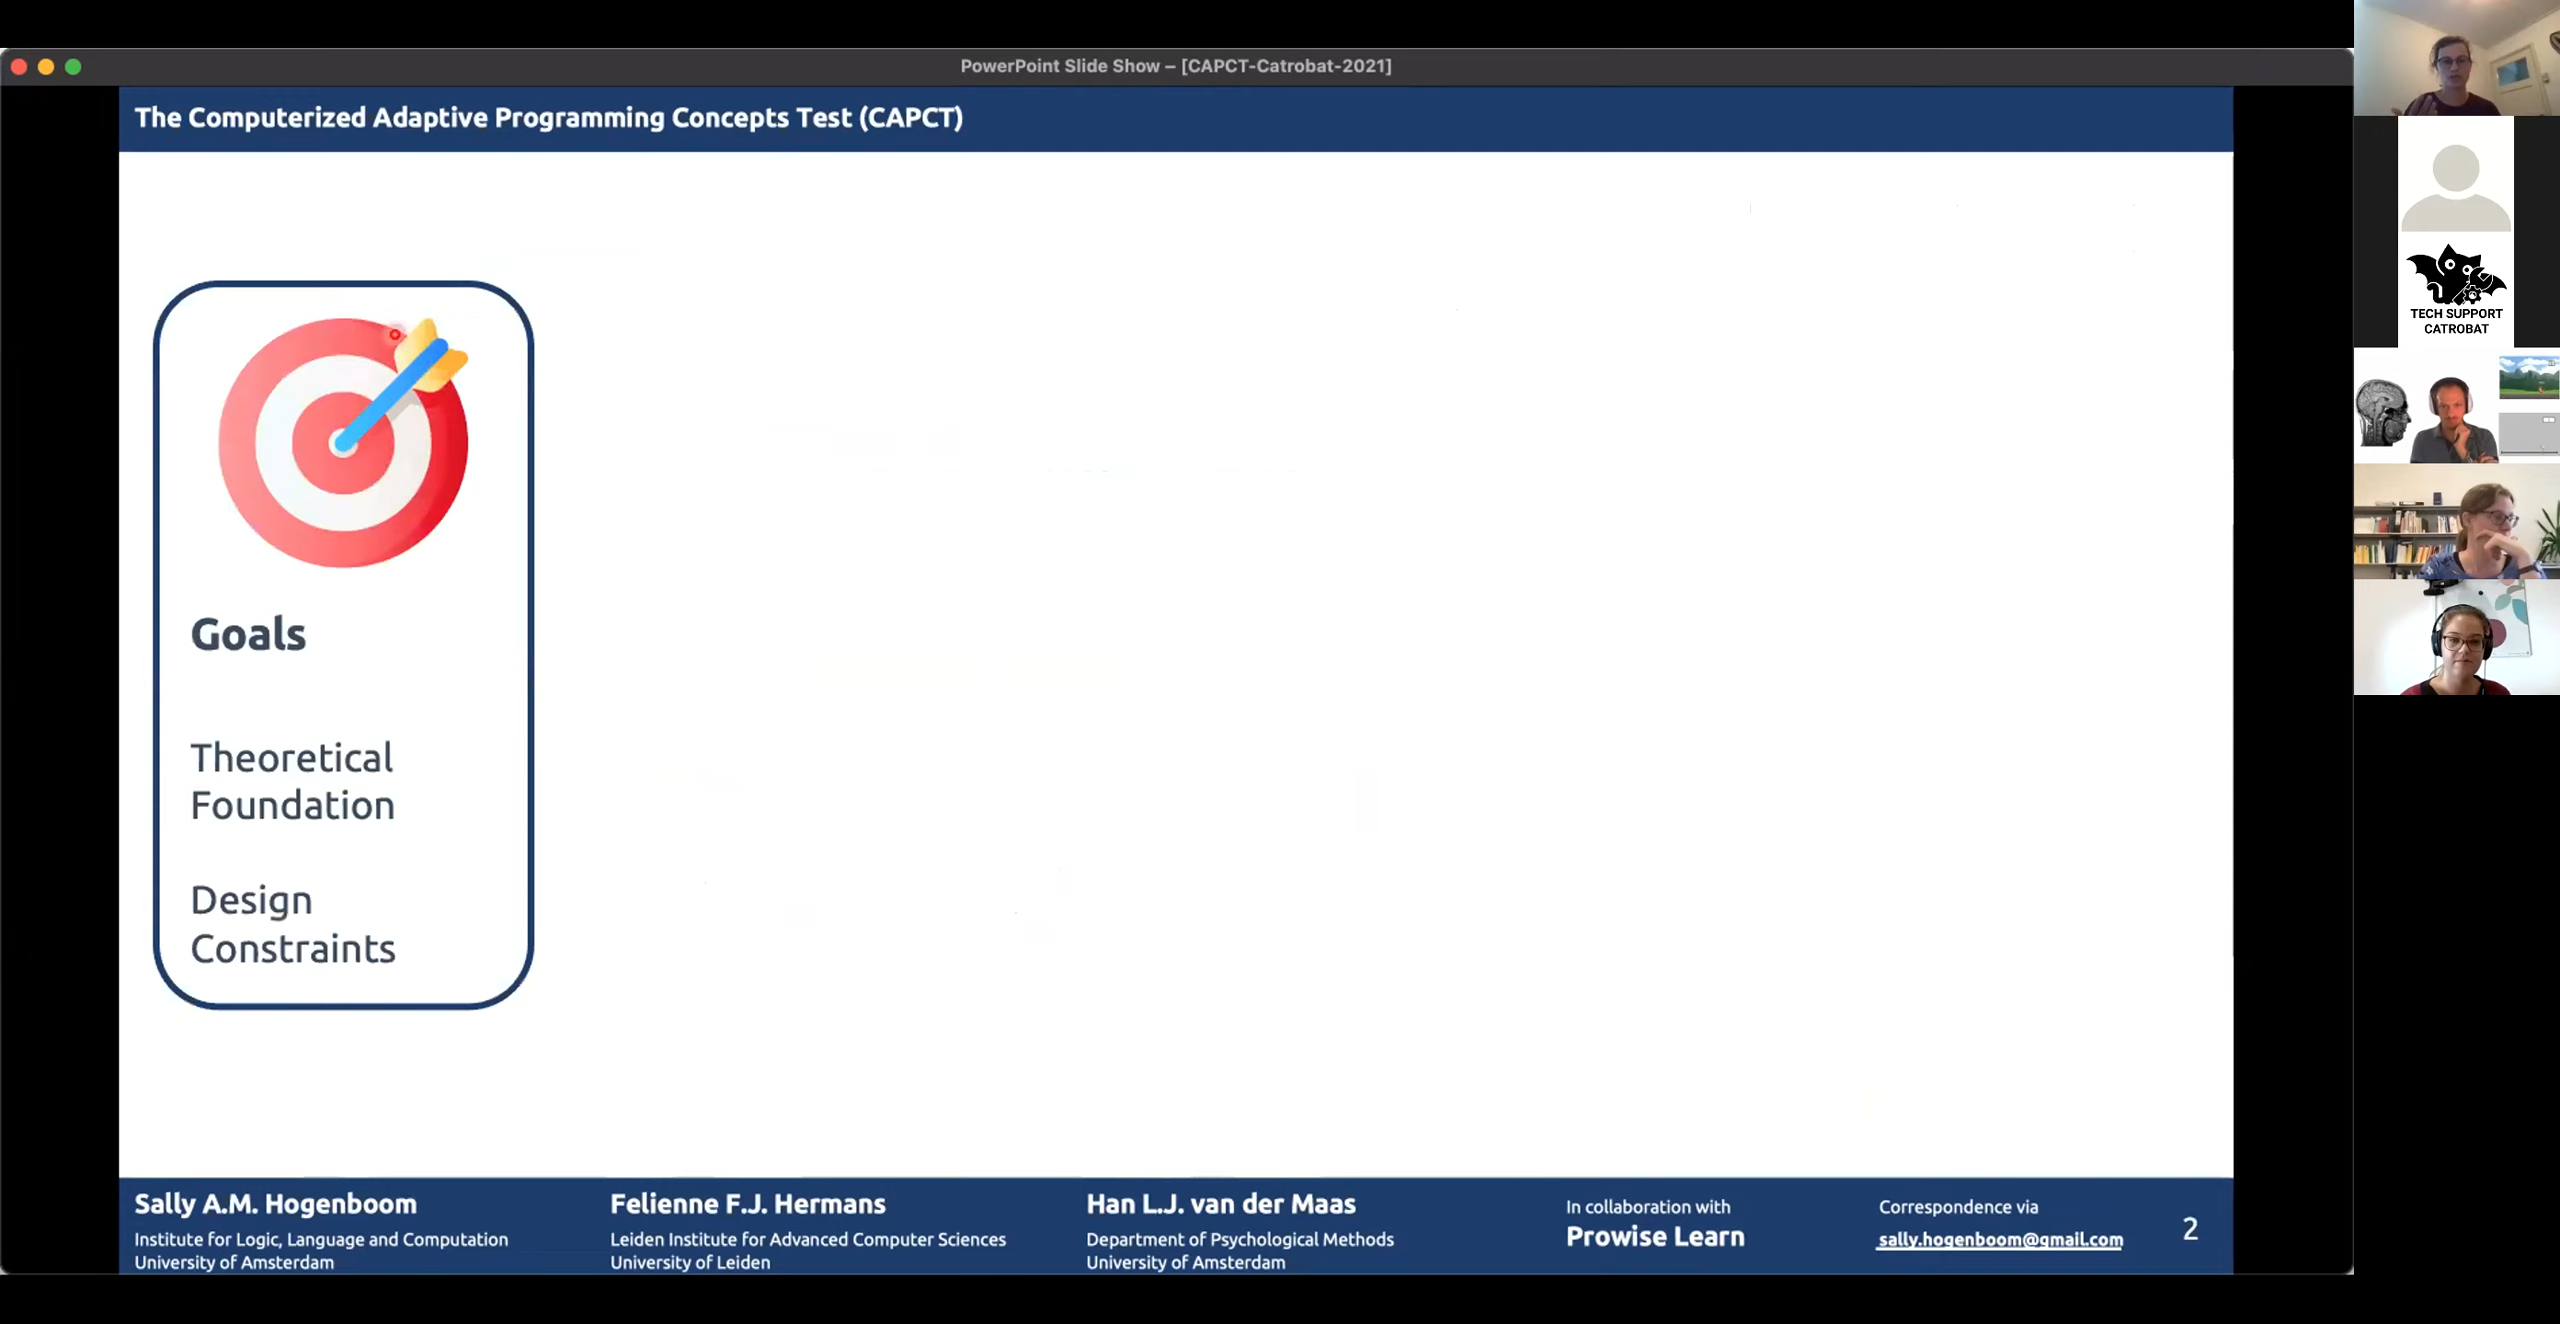 PowerPoint Slide Show – [CAPCT-Catrobat-2021]
The Computerized Adaptive Programming Concepts Test (CAPCT)
Goals
Theoretical
Foundation
Design
Constraints
Sally A.M. Hogenboom
Institute for Logic, Language and Computation
University of Amsterdam
Felienne F.J. Hermans
Leiden Institute for Advanced Computer Sciences
University of Leiden
Han L.J. van der Maas
Department of Psychological Methods
University of Amsterdam
In collaboration with
Prowise Learn
Correspondence via
sally.hogenboom@gmail.com
2
TECH SUPPORT
CATROBAT